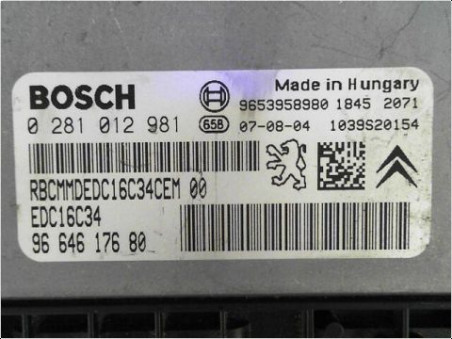 BOSCH
Made in Hungary
9653958980 1845 2071
0 281 012 981 658 07-08-04 1039S20154
RBCMMDEDC16C34CEM 00
EDC16C34
96 646 176 80